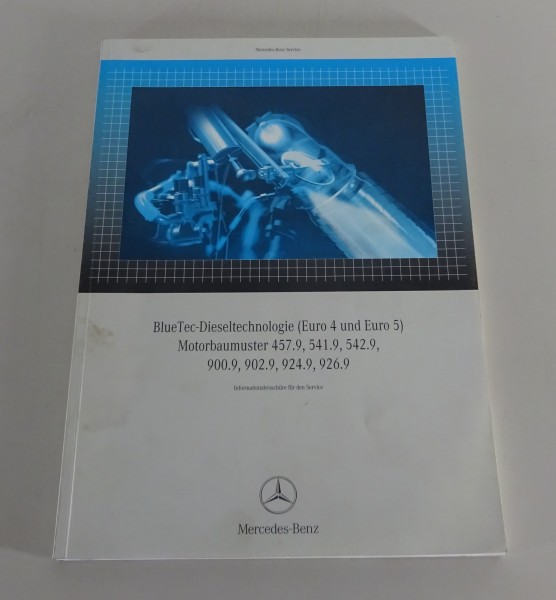 Mercedes-Benz Service
BlueTec-Dieseltechnologie (Euro 4 und Euro 5)
Motorbaumuster 457.9, 541.9, 542.9,
900.9, 902.9, 924.9, 926.9
Informationsbroschüre für den Service
Mercedes-Benz